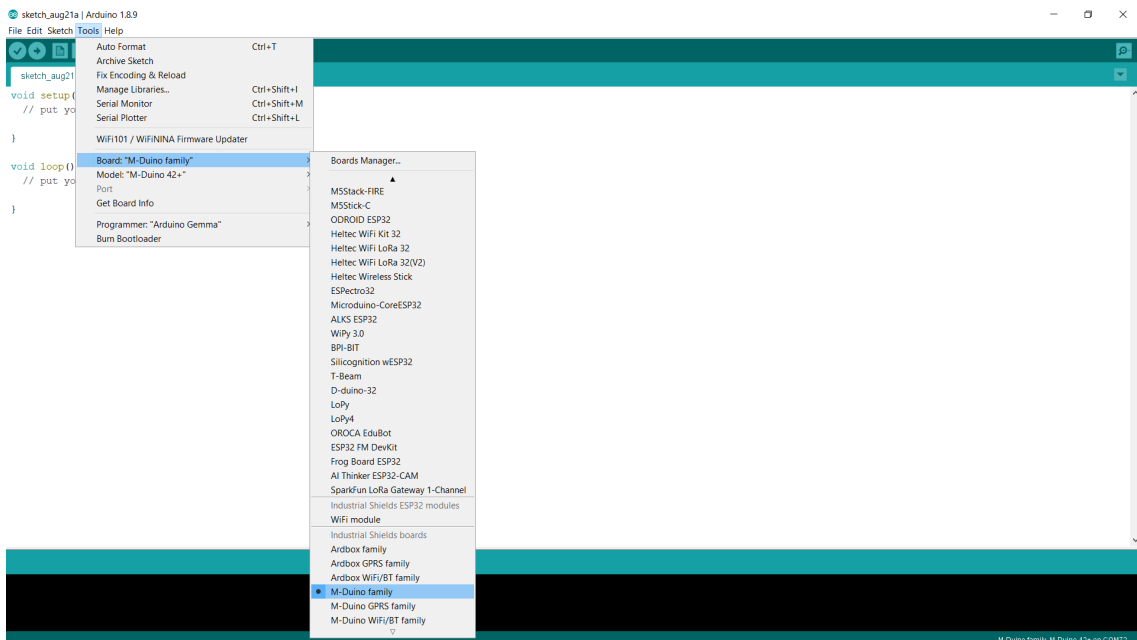 sketch_aug21a | Arduino 1.8.9
File Edit Sketch Tools Help
sketch_aug21
void setup(
// put yo
}
void loop()
// put yo
}
Auto Format Ctrl+T
Archive Sketch
Fix Encoding & Reload
Manage Libraries... Ctrl+Shift+I
Serial Monitor Ctrl+Shift+M
Serial Plotter Ctrl+Shift+L
WiFi101 / WiFiNINA Firmware Updater
Board: "M-Duino family"
Model: "M-Duino 42+"
Port
Get Board Info
Programmer: "Arduino Gemma"
Burn Bootloader
Boards Manager...
M5Stack-FIRE
M5Stick-C
ODROID ESP32
Heltec WiFi Kit 32
Heltec WiFi LoRa 32
Heltec WiFi LoRa 32(V2)
Heltec Wireless Stick
ESPectro32
Microduino-CoreESP32
ALKS ESP32
WiPy 3.0
BPI-BIT
Silicognition wESP32
T-Beam
D-duino-32
LoPy
LoPy4
OROCA EduBot
ESP32 FM DevKit
Frog Board ESP32
AI Thinker ESP32-CAM
SparkFun LoRa Gateway 1-Channel
Industrial Shields ESP32 modules
WiFi module
Industrial Shields boards
Ardbox family
Ardbox GPRS family
Ardbox WiFi/BT family
M-Duino family
M-Duino GPRS family
M-Duino WiFi/BT family
M-Duino family, M-Duino 42+ on COM72